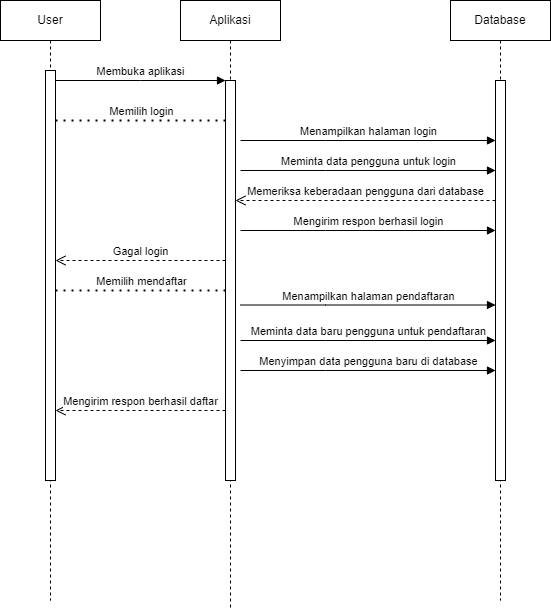 User
Aplikasi
Database
Membuka aplikasi
Memilih login
Menampilkan halaman login
Meminta data pengguna untuk login
Memeriksa keberadaan pengguna dari database
Mengirim respon berhasil login
Gagal login
Memilih mendaftar
Menampilkan halaman pendaftaran
Meminta data baru pengguna untuk pendaftaran
Menyimpan data pengguna baru di database
Mengirim respon berhasil daftar